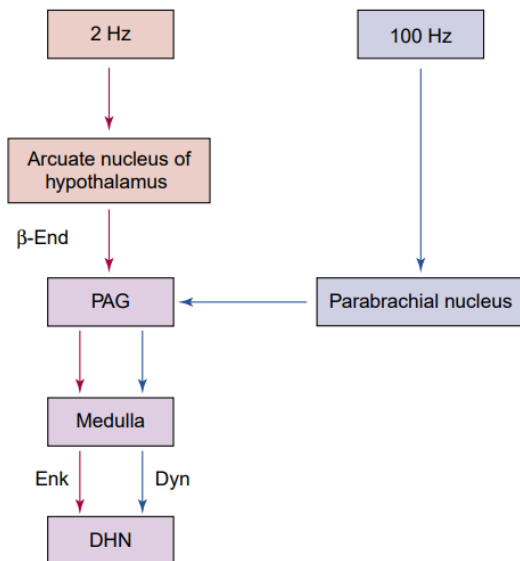 2 Hz
100 Hz
Arcuate nucleus of
hypothalamus
β-End
PAG
Parabrachial nucleus
Medulla
Enk
Dyn
DHN